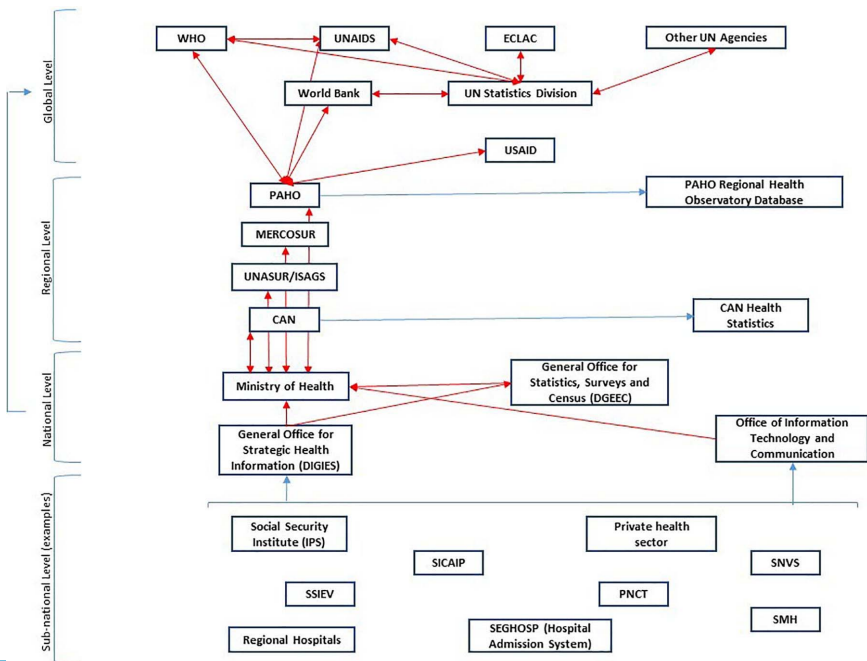 Global Level
WHO
UNAIDS
ECLAC
Other UN Agencies
World Bank
UN Statistics Division
USAID
Regional Level
PAHO
PAHO Regional Health
Observatory Database
MERCOSUR
UNASUR/ISAGS
CAN
CAN Health
Statistics
National Level
Ministry of Health
General Office for
Statistics, Surveys and
Census (DGEEC)
General Office for
Strategic Health
Information (DIGIES)
Office of Information
Technology and
Communication
Sub-national Level (examples)
Social Security
Institute (IPS)
Private health
sector
SICAIP
SNVS
SSIEV
PNCT
SMH
Regional Hospitals
SEGHOSP (Hospital
Admission System)